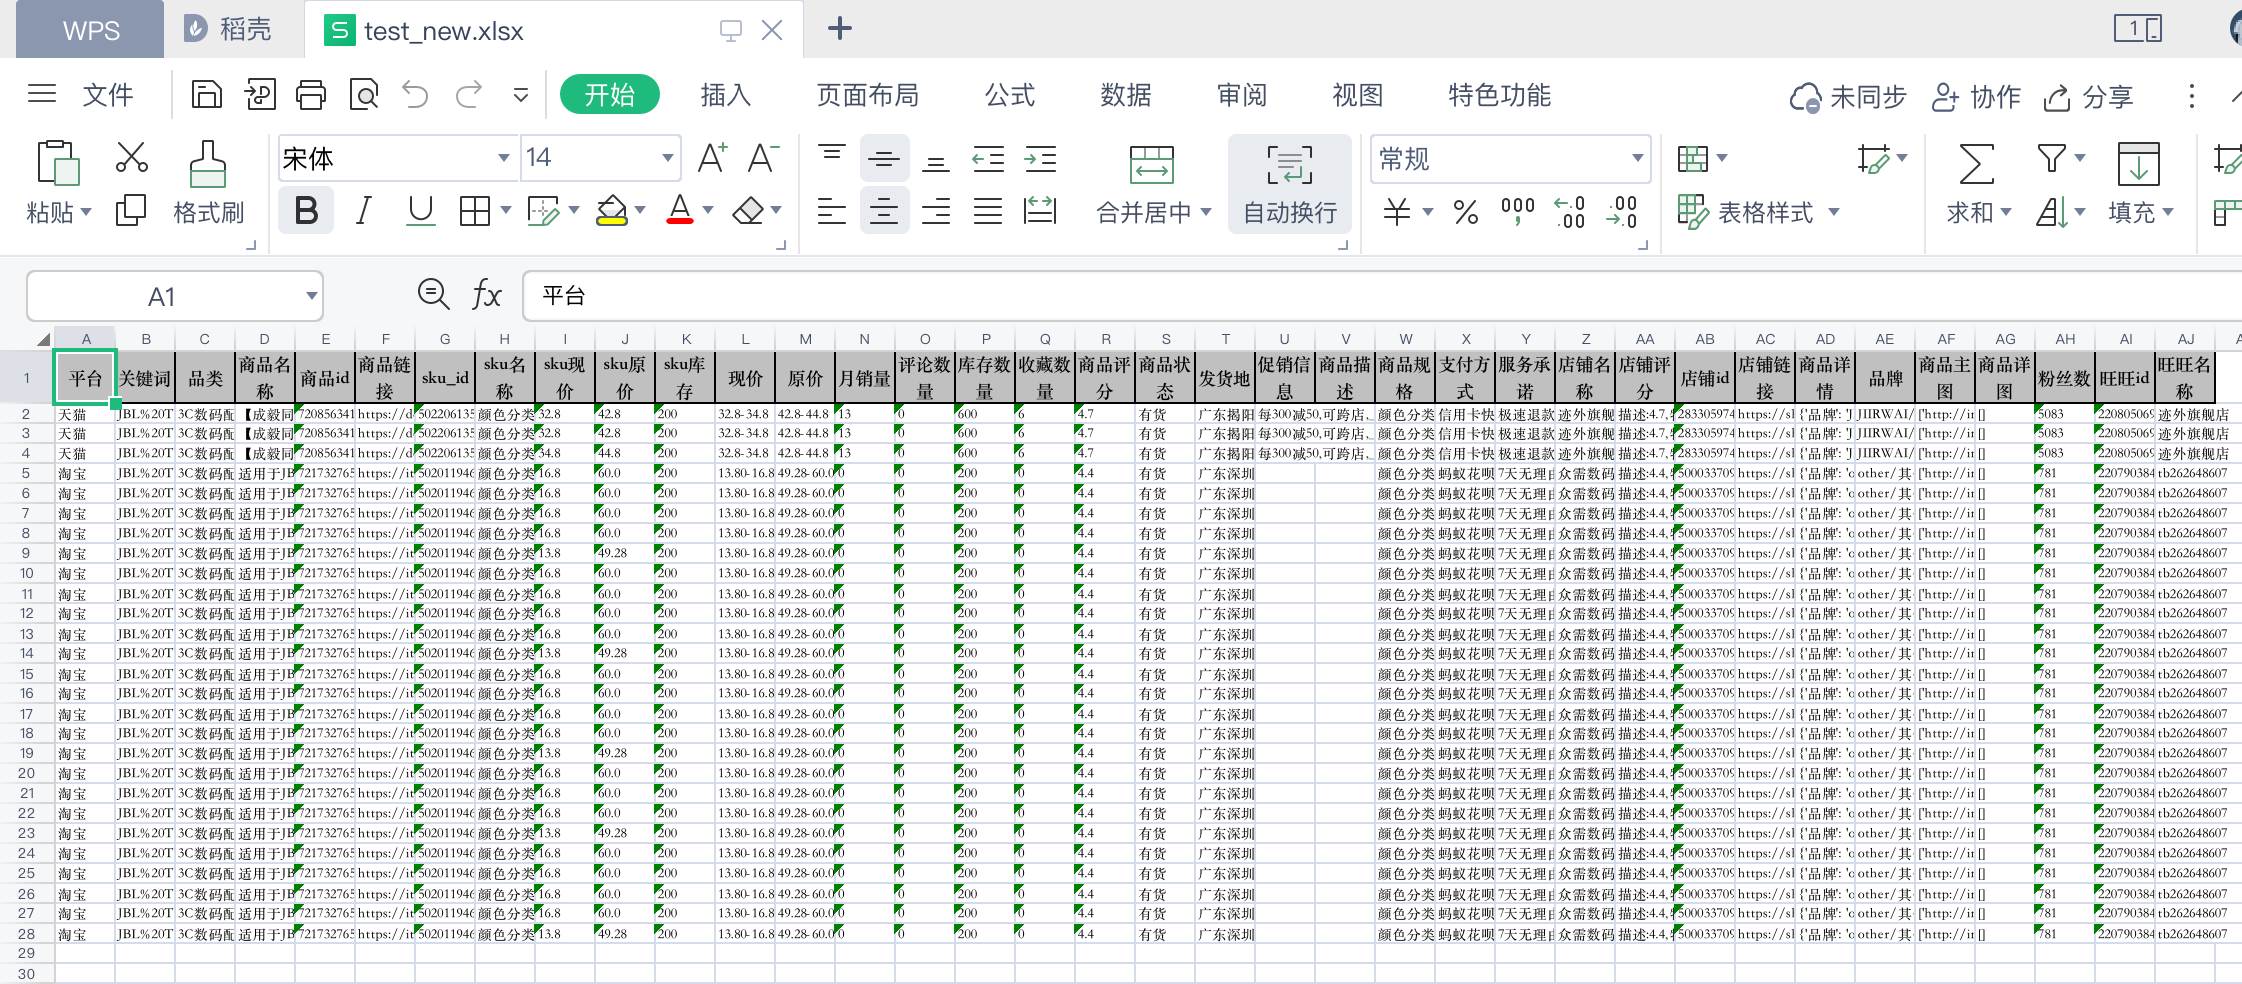 WPS 稻壳 test_new.xlsx 1
文件 开始 插入 页面布局 公式 数据 审阅 视图 特色功能 未同步 协作 分享
粘贴 格式刷 宋体 14 合并居中 自动换行 常规 表格样式 求和 填充
A1 fx 平台
A B C D E F G H I J K L M N O P Q R S T U V W X Y Z AA AB AC AD AE AF AG AH AI AJ
1 平台 关键词 品类 商品名称 商品id 商品链接 sku_id sku名称 sku现价 sku原价 sku库存 现价 原价 月销量 评论数量 库存数量 收藏数量 商品评分 商品状态 发货地 促销信息 商品描述 商品规格 支付方式 服务承诺 店铺名称 店铺评分 店铺id 店铺链接 商品详情 品牌 商品主图 商品详图 粉丝数 旺旺id 旺旺名称
2 天猫 JBL%20T 3C数码配 【成毅同 720856341 https://d 502206135 颜色分类 32.8 42.8 200 32.8-34.8 42.8-44.8 13 0 600 6 4.7 有货 广东揭阳 每300减50,可跨店, 颜色分类 信用卡快 极速退款 迹外旗舰 描述:4.7, 283305974 https://sl {'品牌': 'J JIIRWAI/ ['http://in [] 5083 220805069 迹外旗舰店
3 天猫 JBL%20T 3C数码配 【成毅同 720856341 https://d 502206135 颜色分类 32.8 42.8 200 32.8-34.8 42.8-44.8 13 0 600 6 4.7 有货 广东揭阳 每300减50,可跨店, 颜色分类 信用卡快 极速退款 迹外旗舰 描述:4.7, 283305974 https://sl {'品牌': 'J JIIRWAI/ ['http://in [] 5083 220805069 迹外旗舰店
4 天猫 JBL%20T 3C数码配 【成毅同 720856341 https://d 502206135 颜色分类 34.8 44.8 200 32.8-34.8 42.8-44.8 13 0 600 6 4.7 有货 广东揭阳 每300减50,可跨店, 颜色分类 信用卡快 极速退款 迹外旗舰 描述:4.7, 283305974 https://sl {'品牌': 'J JIIRWAI/ ['http://in [] 5083 220805069 迹外旗舰店
5 淘宝 JBL%20T 3C数码配 适用于JB 721732765 https://it 502011946 颜色分类 16.8 60.0 200 13.80-16.8 49.28-60.0 0 0 200 0 4.4 有货 广东深圳 颜色分类 蚂蚁花呗 7天无理由 众需数码 描述:4.4, 500033709 https://sl {'品牌': 'o other/其 ['http://in [] 781 220790384 tb262648607
6 淘宝 JBL%20T 3C数码配 适用于JB 721732765 https://it 502011946 颜色分类 16.8 60.0 200 13.80-16.8 49.28-60.0 0 0 200 0 4.4 有货 广东深圳 颜色分类 蚂蚁花呗 7天无理由 众需数码 描述:4.4, 500033709 https://sl {'品牌': 'o other/其 ['http://in [] 781 220790384 tb262648607
7 淘宝 JBL%20T 3C数码配 适用于JB 721732765 https://it 502011946 颜色分类 16.8 60.0 200 13.80-16.8 49.28-60.0 0 0 200 0 4.4 有货 广东深圳 颜色分类 蚂蚁花呗 7天无理由 众需数码 描述:4.4, 500033709 https://sl {'品牌': 'o other/其 ['http://in [] 781 220790384 tb262648607
8 淘宝 JBL%20T 3C数码配 适用于JB 721732765 https://it 502011946 颜色分类 16.8 60.0 200 13.80-16.8 49.28-60.0 0 0 200 0 4.4 有货 广东深圳 颜色分类 蚂蚁花呗 7天无理由 众需数码 描述:4.4, 500033709 https://sl {'品牌': 'o other/其 ['http://in [] 781 220790384 tb262648607
9 淘宝 JBL%20T 3C数码配 适用于JB 721732765 https://it 502011946 颜色分类 13.8 49.28 200 13.80-16.8 49.28-60.0 0 0 200 0 4.4 有货 广东深圳 颜色分类 蚂蚁花呗 7天无理由 众需数码 描述:4.4, 500033709 https://sl {'品牌': 'o other/其 ['http://in [] 781 220790384 tb262648607
10 淘宝 JBL%20T 3C数码配 适用于JB 721732765 https://it 502011946 颜色分类 16.8 60.0 200 13.80-16.8 49.28-60.0 0 0 200 0 4.4 有货 广东深圳 颜色分类 蚂蚁花呗 7天无理由 众需数码 描述:4.4, 500033709 https://sl {'品牌': 'o other/其 ['http://in [] 781 220790384 tb262648607
11 淘宝 JBL%20T 3C数码配 适用于JB 721732765 https://it 502011946 颜色分类 16.8 60.0 200 13.80-16.8 49.28-60.0 0 0 200 0 4.4 有货 广东深圳 颜色分类 蚂蚁花呗 7天无理由 众需数码 描述:4.4, 500033709 https://sl {'品牌': 'o other/其 ['http://in [] 781 220790384 tb262648607
12 淘宝 JBL%20T 3C数码配 适用于JB 721732765 https://it 502011946 颜色分类 16.8 60.0 200 13.80-16.8 49.28-60.0 0 0 200 0 4.4 有货 广东深圳 颜色分类 蚂蚁花呗 7天无理由 众需数码 描述:4.4, 500033709 https://sl {'品牌': 'o other/其 ['http://in [] 781 220790384 tb262648607
13 淘宝 JBL%20T 3C数码配 适用于JB 721732765 https://it 502011946 颜色分类 16.8 60.0 200 13.80-16.8 49.28-60.0 0 0 200 0 4.4 有货 广东深圳 颜色分类 蚂蚁花呗 7天无理由 众需数码 描述:4.4, 500033709 https://sl {'品牌': 'o other/其 ['http://in [] 781 220790384 tb262648607
14 淘宝 JBL%20T 3C数码配 适用于JB 721732765 https://it 502011946 颜色分类 13.8 49.28 200 13.80-16.8 49.28-60.0 0 0 200 0 4.4 有货 广东深圳 颜色分类 蚂蚁花呗 7天无理由 众需数码 描述:4.4, 500033709 https://sl {'品牌': 'o other/其 ['http://in [] 781 220790384 tb262648607
15 淘宝 JBL%20T 3C数码配 适用于JB 721732765 https://it 502011946 颜色分类 16.8 60.0 200 13.80-16.8 49.28-60.0 0 0 200 0 4.4 有货 广东深圳 颜色分类 蚂蚁花呗 7天无理由 众需数码 描述:4.4, 500033709 https://sl {'品牌': 'o other/其 ['http://in [] 781 220790384 tb262648607
16 淘宝 JBL%20T 3C数码配 适用于JB 721732765 https://it 502011946 颜色分类 16.8 60.0 200 13.80-16.8 49.28-60.0 0 0 200 0 4.4 有货 广东深圳 颜色分类 蚂蚁花呗 7天无理由 众需数码 描述:4.4, 500033709 https://sl {'品牌': 'o other/其 ['http://in [] 781 220790384 tb262648607
17 淘宝 JBL%20T 3C数码配 适用于JB 721732765 https://it 502011946 颜色分类 16.8 60.0 200 13.80-16.8 49.28-60.0 0 0 200 0 4.4 有货 广东深圳 颜色分类 蚂蚁花呗 7天无理由 众需数码 描述:4.4, 500033709 https://sl {'品牌': 'o other/其 ['http://in [] 781 220790384 tb262648607
18 淘宝 JBL%20T 3C数码配 适用于JB 721732765 https://it 502011946 颜色分类 16.8 60.0 200 13.80-16.8 49.28-60.0 0 0 200 0 4.4 有货 广东深圳 颜色分类 蚂蚁花呗 7天无理由 众需数码 描述:4.4, 500033709 https://sl {'品牌': 'o other/其 ['http://in [] 781 220790384 tb262648607
19 淘宝 JBL%20T 3C数码配 适用于JB 721732765 https://it 502011946 颜色分类 13.8 49.28 200 13.80-16.8 49.28-60.0 0 0 200 0 4.4 有货 广东深圳 颜色分类 蚂蚁花呗 7天无理由 众需数码 描述:4.4, 500033709 https://sl {'品牌': 'o other/其 ['http://in [] 781 220790384 tb262648607
20 淘宝 JBL%20T 3C数码配 适用于JB 721732765 https://it 502011946 颜色分类 16.8 60.0 200 13.80-16.8 49.28-60.0 0 0 200 0 4.4 有货 广东深圳 颜色分类 蚂蚁花呗 7天无理由 众需数码 描述:4.4, 500033709 https://sl {'品牌': 'o other/其 ['http://in [] 781 220790384 tb262648607
21 淘宝 JBL%20T 3C数码配 适用于JB 721732765 https://it 502011946 颜色分类 16.8 60.0 200 13.80-16.8 49.28-60.0 0 0 200 0 4.4 有货 广东深圳 颜色分类 蚂蚁花呗 7天无理由 众需数码 描述:4.4, 500033709 https://sl {'品牌': 'o other/其 ['http://in [] 781 220790384 tb262648607
22 淘宝 JBL%20T 3C数码配 适用于JB 721732765 https://it 502011946 颜色分类 16.8 60.0 200 13.80-16.8 49.28-60.0 0 0 200 0 4.4 有货 广东深圳 颜色分类 蚂蚁花呗 7天无理由 众需数码 描述:4.4, 500033709 https://sl {'品牌': 'o other/其 ['http://in [] 781 220790384 tb262648607
23 淘宝 JBL%20T 3C数码配 适用于JB 721732765 https://it 502011946 颜色分类 13.8 49.28 200 13.80-16.8 49.28-60.0 0 0 200 0 4.4 有货 广东深圳 颜色分类 蚂蚁花呗 7天无理由 众需数码 描述:4.4, 500033709 https://sl {'品牌': 'o other/其 ['http://in [] 781 220790384 tb262648607
24 淘宝 JBL%20T 3C数码配 适用于JB 721732765 https://it 502011946 颜色分类 16.8 60.0 200 13.80-16.8 49.28-60.0 0 0 200 0 4.4 有货 广东深圳 颜色分类 蚂蚁花呗 7天无理由 众需数码 描述:4.4, 500033709 https://sl {'品牌': 'o other/其 ['http://in [] 781 220790384 tb262648607
25 淘宝 JBL%20T 3C数码配 适用于JB 721732765 https://it 502011946 颜色分类 16.8 60.0 200 13.80-16.8 49.28-60.0 0 0 200 0 4.4 有货 广东深圳 颜色分类 蚂蚁花呗 7天无理由 众需数码 描述:4.4, 500033709 https://sl {'品牌': 'o other/其 ['http://in [] 781 220790384 tb262648607
26 淘宝 JBL%20T 3C数码配 适用于JB 721732765 https://it 502011946 颜色分类 16.8 60.0 200 13.80-16.8 49.28-60.0 0 0 200 0 4.4 有货 广东深圳 颜色分类 蚂蚁花呗 7天无理由 众需数码 描述:4.4, 500033709 https://sl {'品牌': 'o other/其 ['http://in [] 781 220790384 tb262648607
27 淘宝 JBL%20T 3C数码配 适用于JB 721732765 https://it 502011946 颜色分类 16.8 60.0 200 13.80-16.8 49.28-60.0 0 0 200 0 4.4 有货 广东深圳 颜色分类 蚂蚁花呗 7天无理由 众需数码 描述:4.4, 500033709 https://sl {'品牌': 'o other/其 ['http://in [] 781 220790384 tb262648607
28 淘宝 JBL%20T 3C数码配 适用于JB 721732765 https://it 502011946 颜色分类 13.8 49.28 200 13.80-16.8 49.28-60.0 0 0 200 0 4.4 有货 广东深圳 颜色分类 蚂蚁花呗 7天无理由 众需数码 描述:4.4, 500033709 https://sl {'品牌': 'o other/其 ['http://in [] 781 220790384 tb262648607
29
30